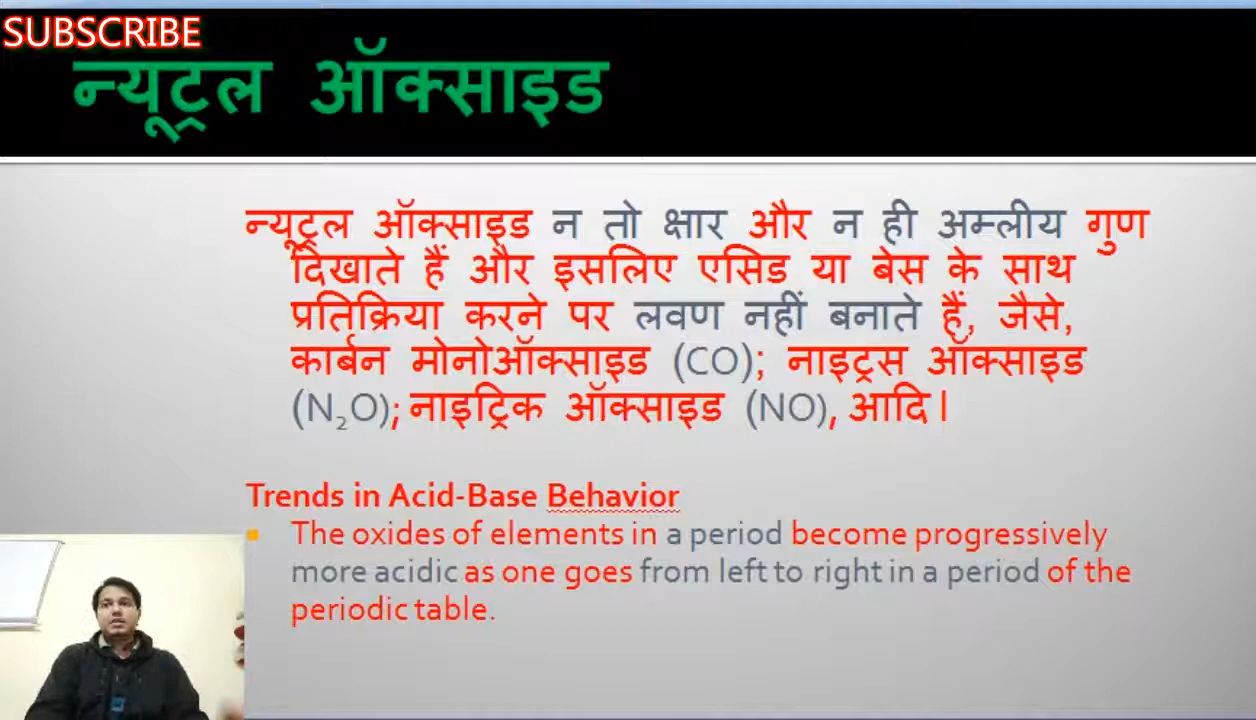 SUBSCRIBE
न्यूट्रल ऑक्साइड
न्यूट्रल ऑक्साइड न तो क्षार और न ही अम्लीय गुण
दिखाते हैं और इसलिए एसिड या बेस के साथ
प्रतिक्रिया करने पर लवण नहीं बनाते हैं, जैसे,
कार्बन मोनोऑक्साइड (CO); नाइट्रस ऑक्साइड
(N₂O); नाइट्रिक ऑक्साइड (NO), आदि।
Trends in Acid-Base Behavior
The oxides of elements in a period become progressively
more acidic as one goes from left to right in a period of the
periodic table.